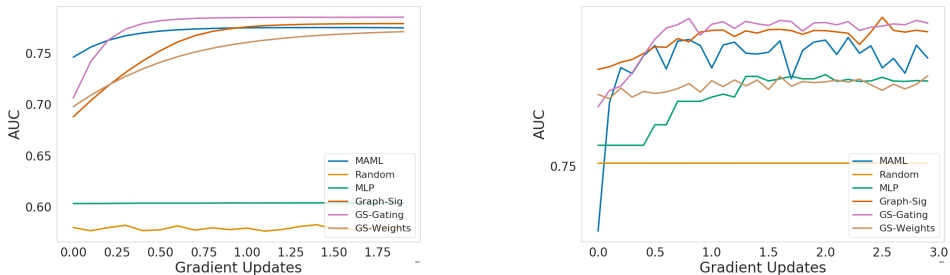 AUC
0.75
0.70
0.65
0.60
MAML
Random
MLP
Graph-Sig
GS-Gating
GS-Weights
0.00 0.25 0.50 0.75 1.00 1.25 1.50 1.75
Gradient Updates
AUC
0.75
MAML
Random
MLP
Graph-Sig
GS-Gating
GS-Weights
0.0 0.5 1.0 1.5 2.0 2.5 3.0
Gradient Updates